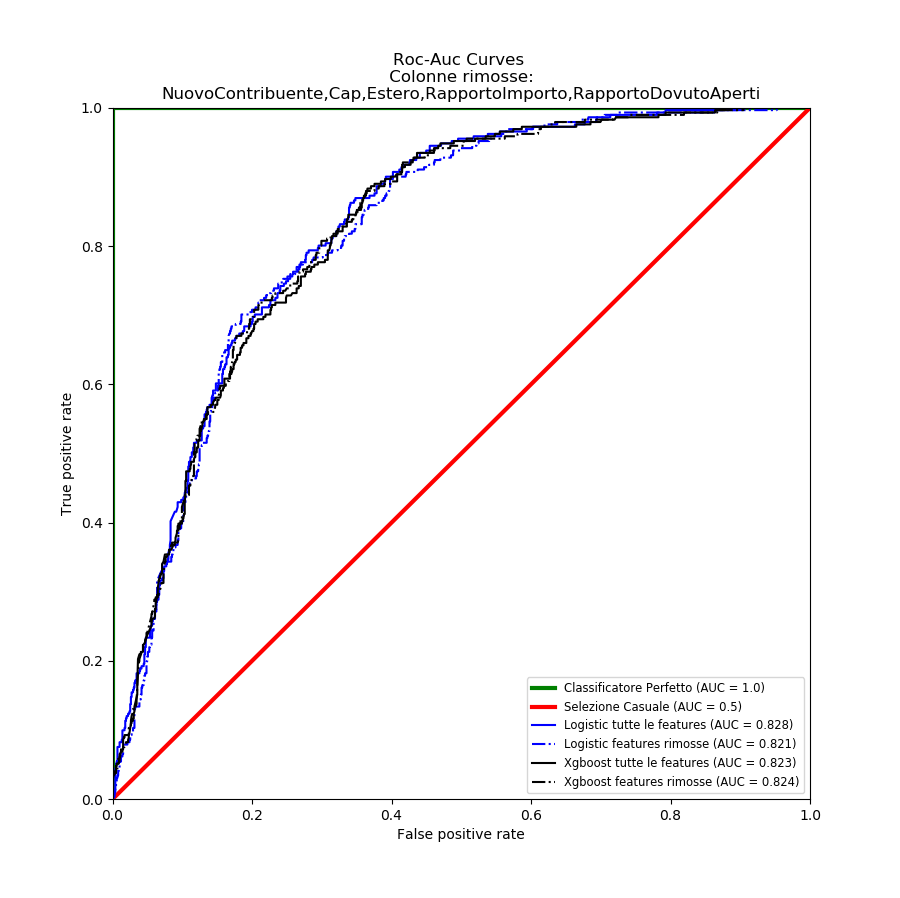 Roc-Auc Curves
Colonne rimosse:
NuovoContribuente,Cap,Estero,RapportoImporto,RapportoDovutoAperti
1.0
0.8
0.6
0.4
0.2
0.0
True positive rate
0.0 0.2 0.4 0.6 0.8 1.0
False positive rate
Classificatore Perfetto (AUC = 1.0)
Selezione Casuale (AUC = 0.5)
Logistic tutte le features (AUC = 0.828)
Logistic features rimosse (AUC = 0.821)
Xgboost tutte le features (AUC = 0.823)
Xgboost features rimosse (AUC = 0.824)